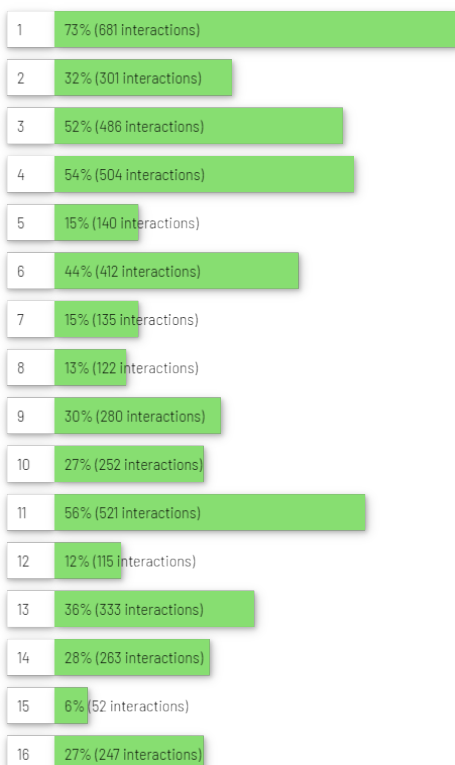 1 73% (681 interactions)
2 32% (301 interactions)
3 52% (486 interactions)
4 54% (504 interactions)
5 15% (140 interactions)
6 44% (412 interactions)
7 15% (135 interactions)
8 13% (122 interactions)
9 30% (280 interactions)
10 27% (252 interactions)
11 56% (521 interactions)
12 12% (115 interactions)
13 36% (333 interactions)
14 28% (263 interactions)
15 6% (52 interactions)
16 27% (247 interactions)